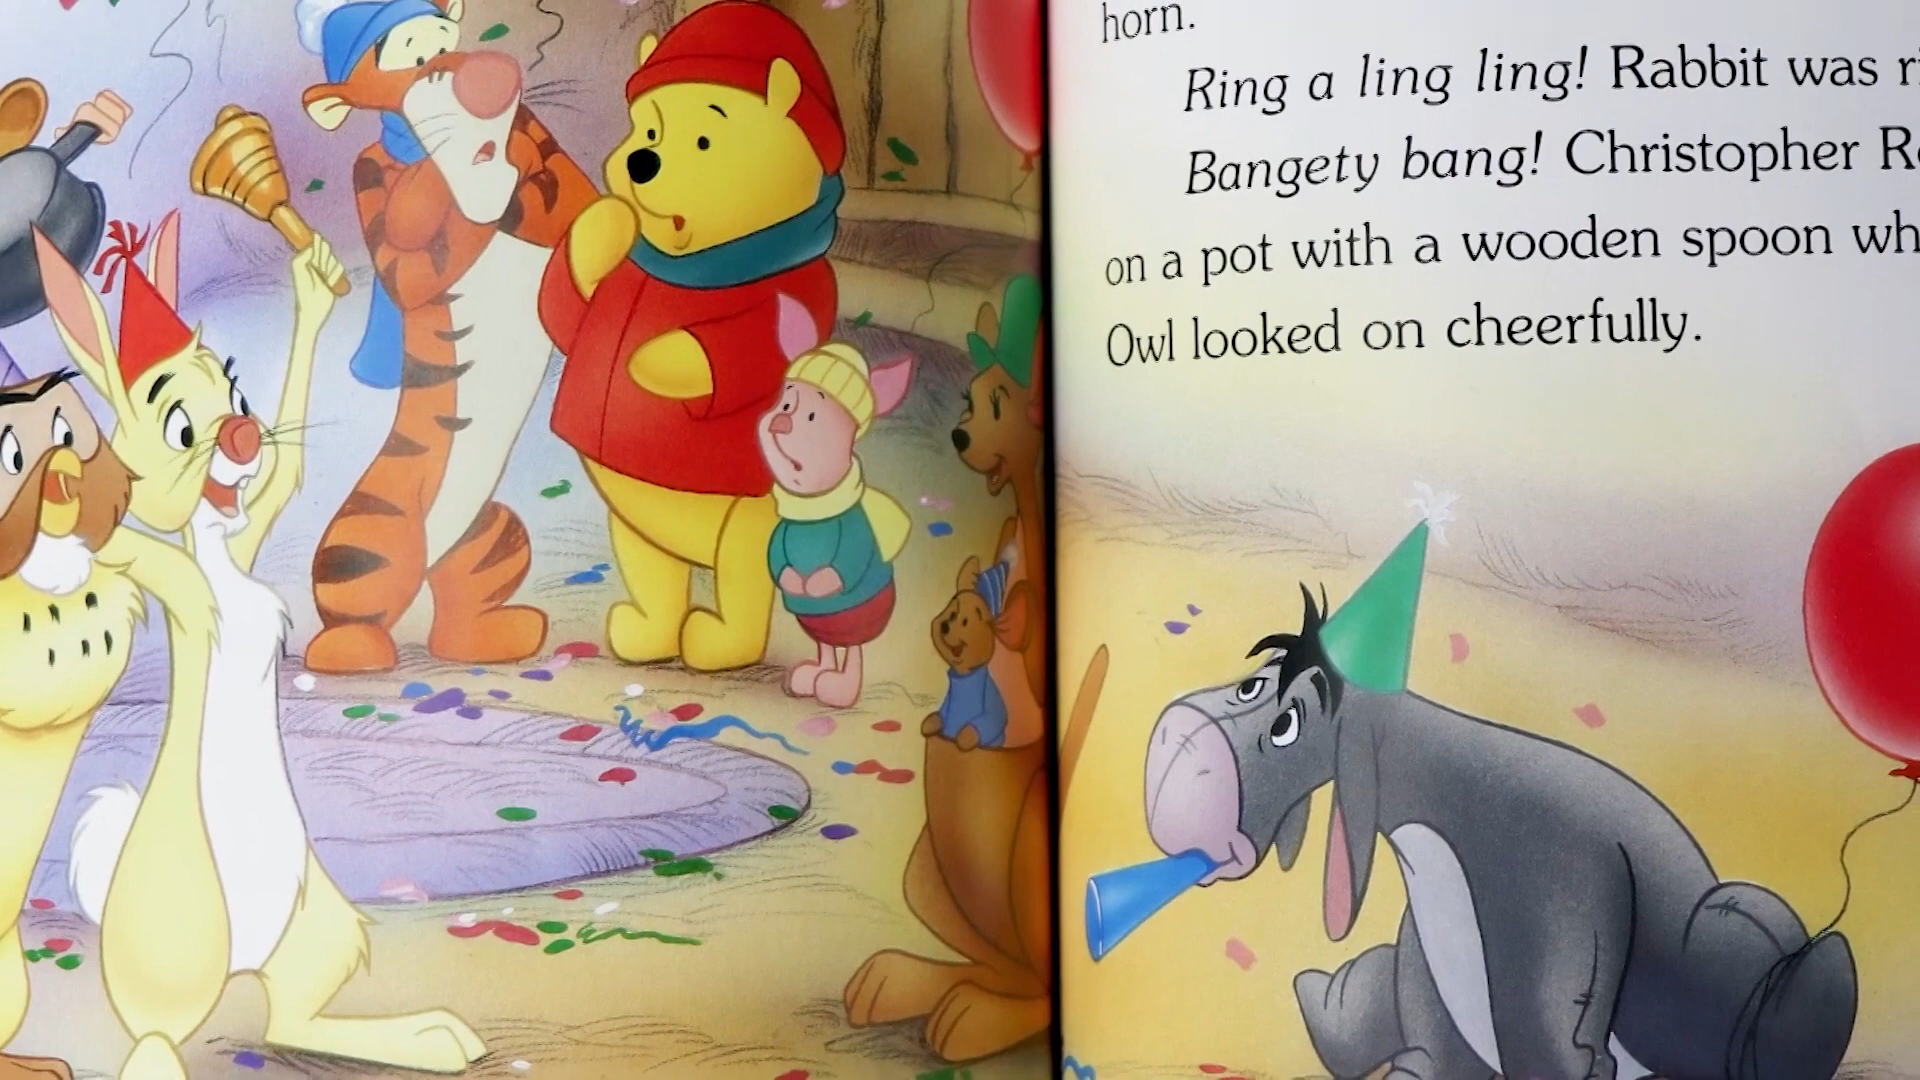 horn.
Ring a ling ling! Rabbit was
Bangety bang! Christopher
on a pot with a wooden spoon
Owl looked on cheerfully.